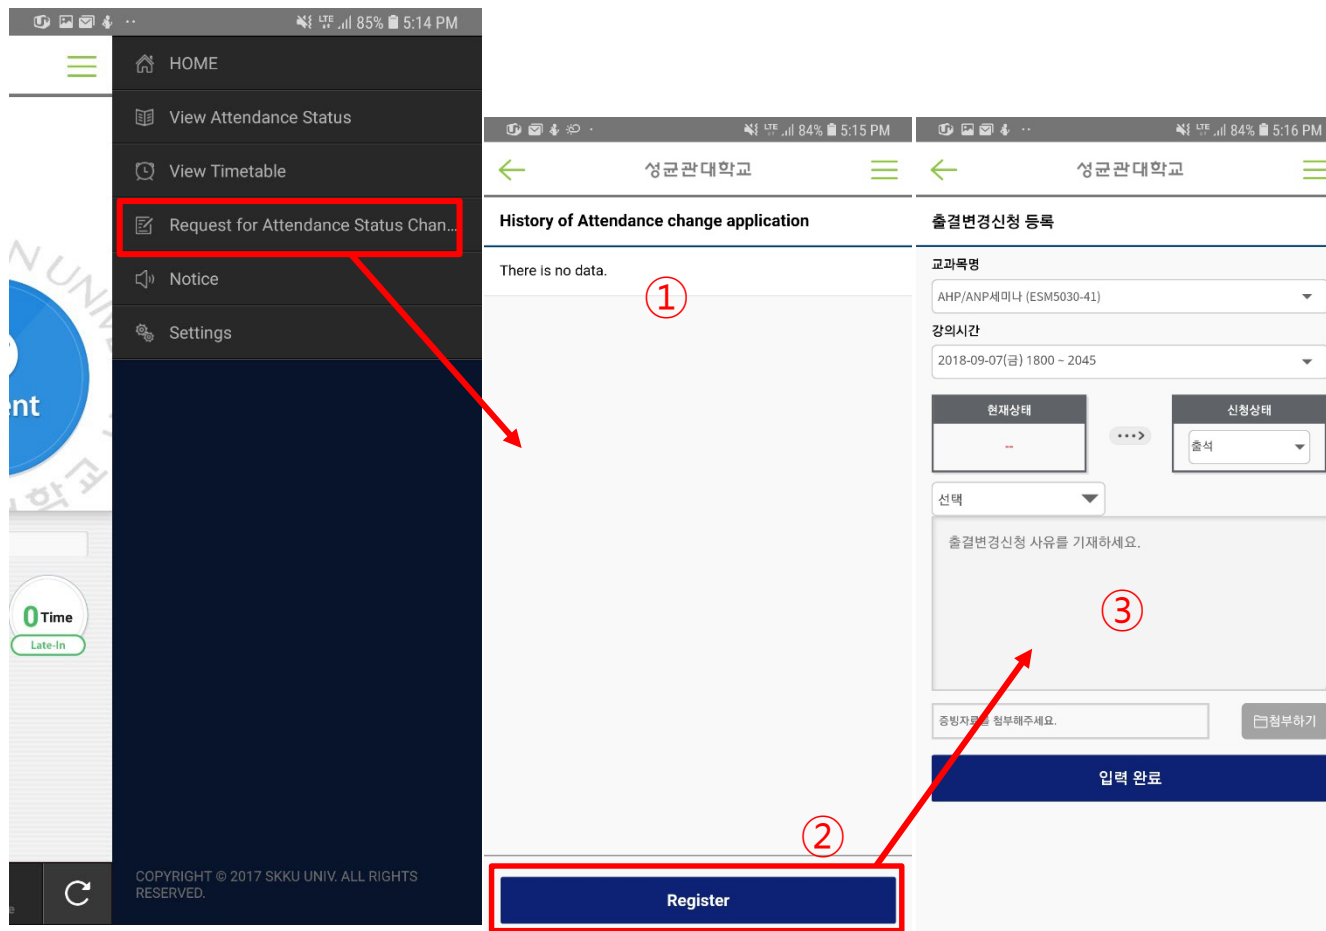 85% 5:14 PM
HOME
View Attendance Status
View Timetable
Request for Attendance Status Chan...
Notice
Settings
ent
0 Time
Late-In
COPYRIGHT © 2017 SKKU UNIV. ALL RIGHTS
RESERVED.
LTE 84% 5:15 PM
성균관대학교
History of Attendance change application
There is no data.
①
②
Register
LTE 84% 5:16 PM
성균관대학교
출결변경신청 등록
교과목명
AHP/ANP세미나 (ESM5030-41)
강의시간
2018-09-07(금) 1800 ~ 2045
현재상태
신청상태
--
출석
선택
출결변경신청 사유를 기재하세요.
③
증빙자료를 첨부해주세요.
첨부하기
입력 완료